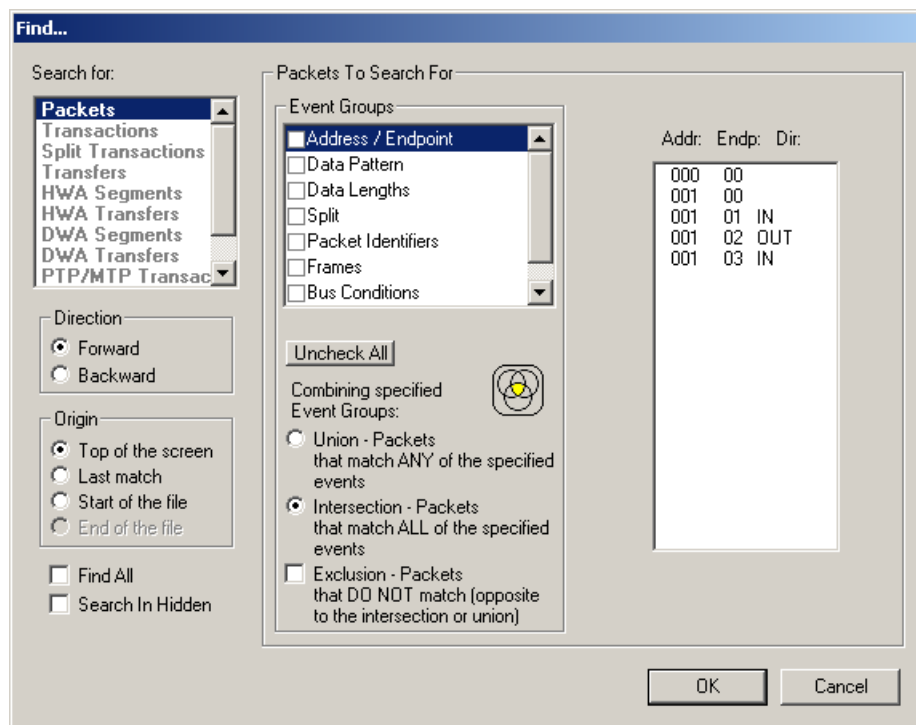 Find...
Search for:
Packets
Transactions
Split Transactions
Transfers
HWA Segments
HWA Transfers
DWA Segments
DWA Transfers
PTP/MTP Transac
Direction
Forward
Backward
Origin
Top of the screen
Last match
Start of the file
End of the file
Find All
Search In Hidden
Packets To Search For
Event Groups
Address / Endpoint
Data Pattern
Data Lengths
Split
Packet Identifiers
Frames
Bus Conditions
Uncheck All
Combining specified
Event Groups:
Union - Packets
that match ANY of the specified
events
Intersection - Packets
that match ALL of the specified
events
Exclusion - Packets
that DO NOT match (opposite
to the intersection or union)
Addr: Endp: Dir:
000 00
001 00
001 01 IN
001 02 OUT
001 03 IN
OK Cancel